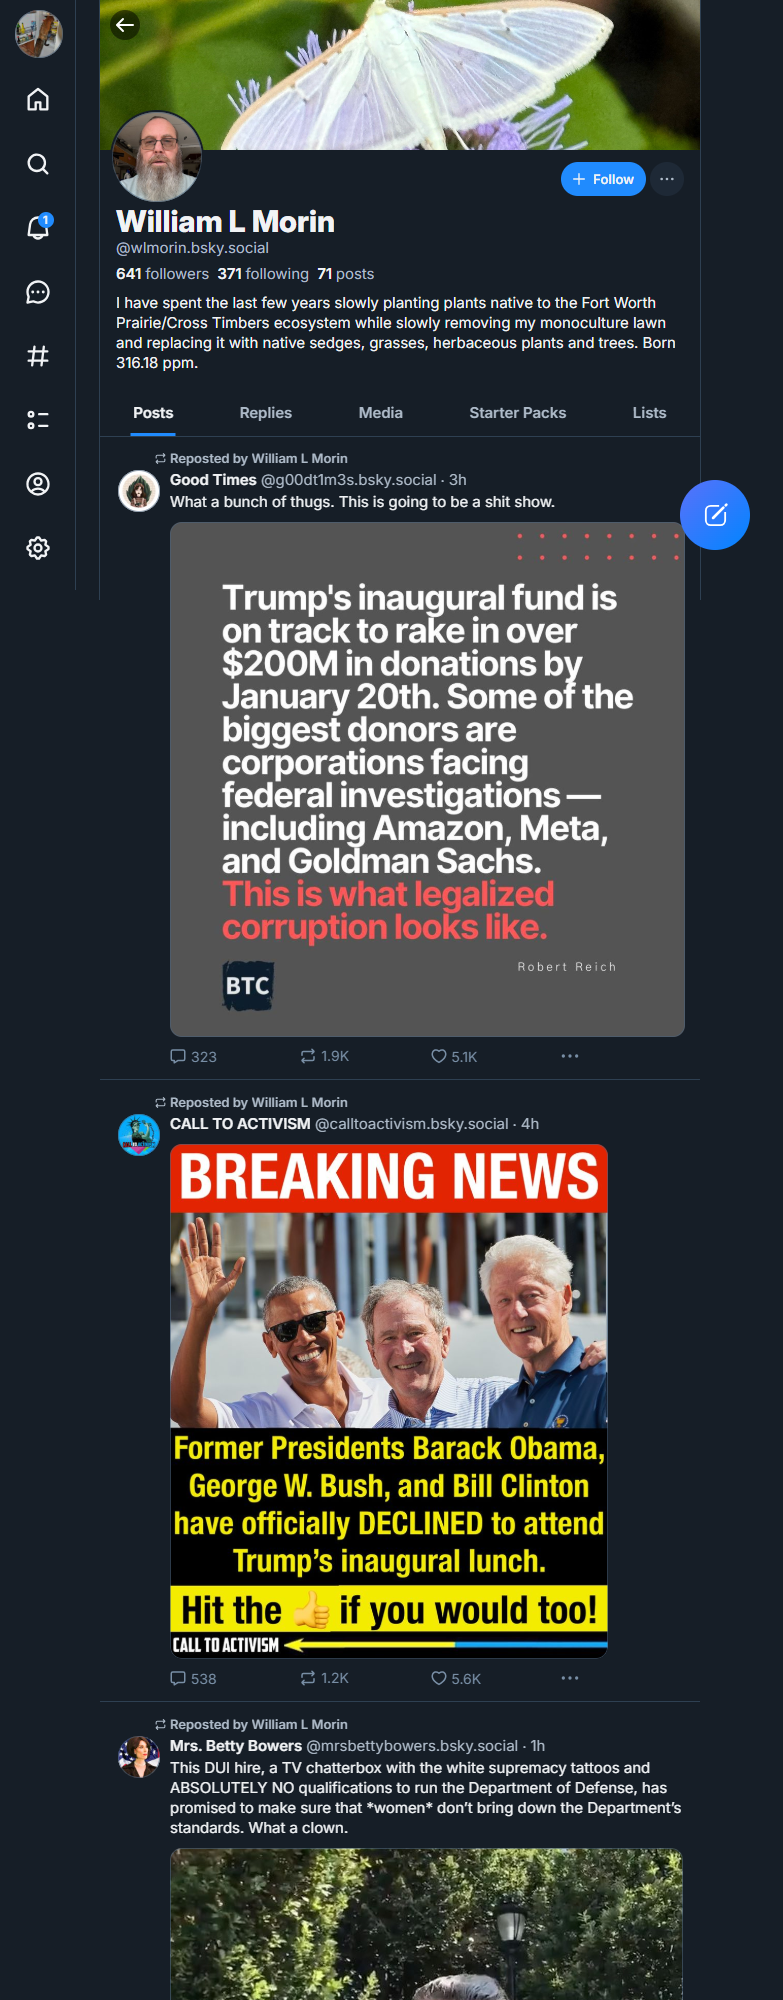 William L Morin
@wlmorin.bsky.social
641 followers 371 following 71 posts
I have spent the last few years slowly planting plants native to the Fort Worth
Prairie/Cross Timbers ecosystem while slowly removing my monoculture lawn
and replacing it with native sedges, grasses, herbaceous plants and trees. Born
316.18 ppm.
+ Follow
1
Posts Replies Media Starter Packs Lists
Reposted by William L Morin
Good Times @g00dt1m3s.bsky.social · 3h
What a bunch of thugs. This is going to be a shit show.
Trump's inaugural fund is
on track to rake in over
$200M in donations by
January 20th. Some of the
biggest donors are
corporations facing
federal investigations —
including Amazon, Meta,
and Goldman Sachs.
This is what legalized
corruption looks like.
Robert Reich
BTC
323 1.9K 5.1K
Reposted by William L Morin
CALL TO ACTIVISM @calltoactivism.bsky.social · 4h
BREAKING NEWS
Former Presidents Barack Obama,
George W. Bush, and Bill Clinton
have officially DECLINED to attend
Trump’s inaugural lunch.
Hit the 👍 if you would too!
CALL TO ACTIVISM
538 1.2K 5.6K
Reposted by William L Morin
Mrs. Betty Bowers @mrsbettybowers.bsky.social · 1h
This DUI hire, a TV chatterbox with the white supremacy tattoos and
ABSOLUTELY NO qualifications to run the Department of Defense, has
promised to make sure that *women* don’t bring down the Department’s
standards. What a clown.